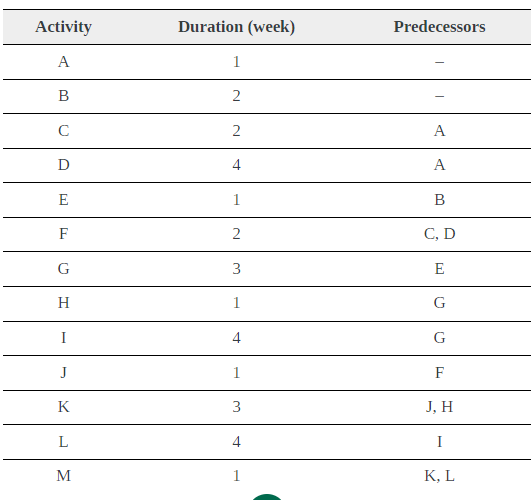 Activity Duration (week) Predecessors
A 1 –
B 2 –
C 2 A
D 4 A
E 1 B
F 2 C, D
G 3 E
H 1 G
I 4 G
J 1 F
K 3 J, H
L 4 I
M 1 K, L